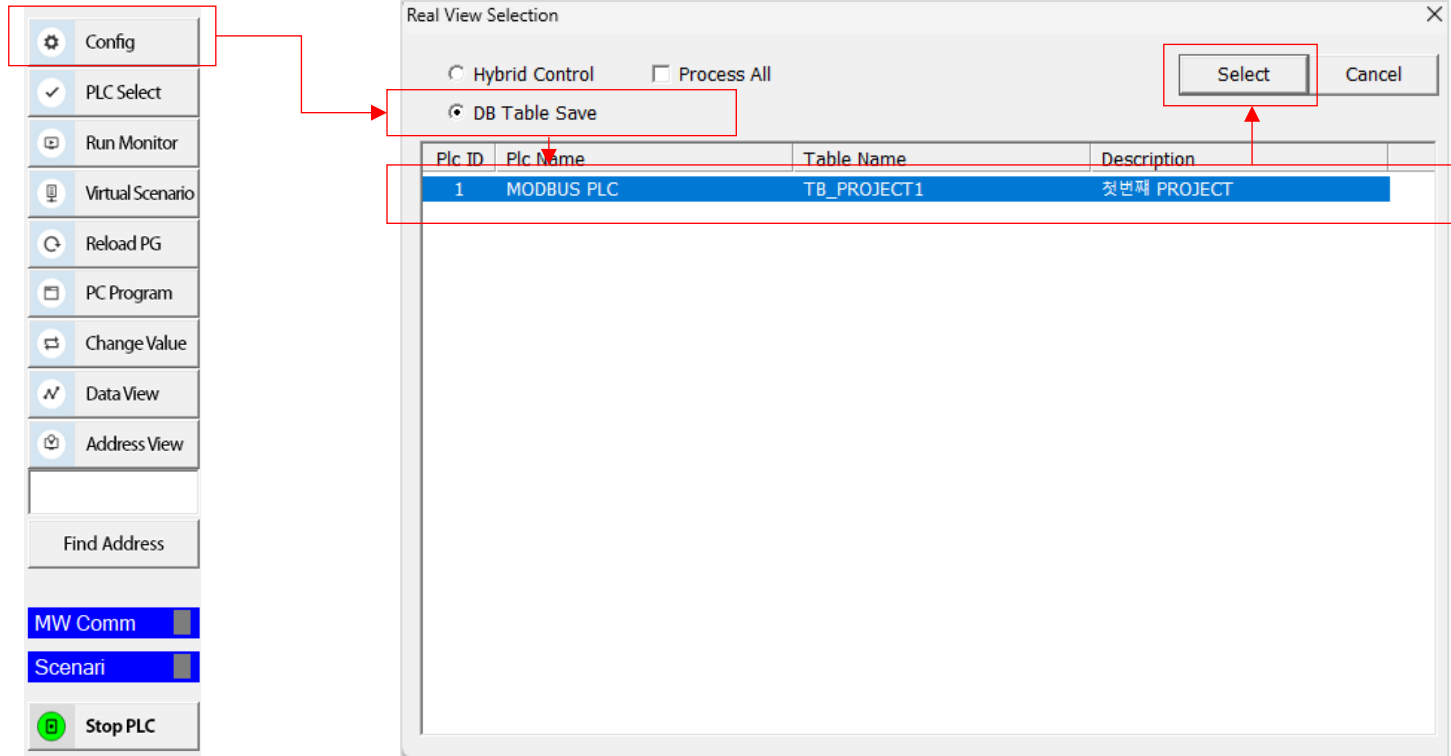 Config
PLC Select
Run Monitor
Virtual Scenario
Reload PG
PC Program
Change Value
Data View
Address View
Find Address
MW Comm
Scenari
Stop PLC
Real View Selection
Hybrid Control
Process All
Select
Cancel
DB Table Save
Plc ID Plc Name Table Name Description
1 MODBUS PLC TB_PROJECT1 첫번째 PROJECT